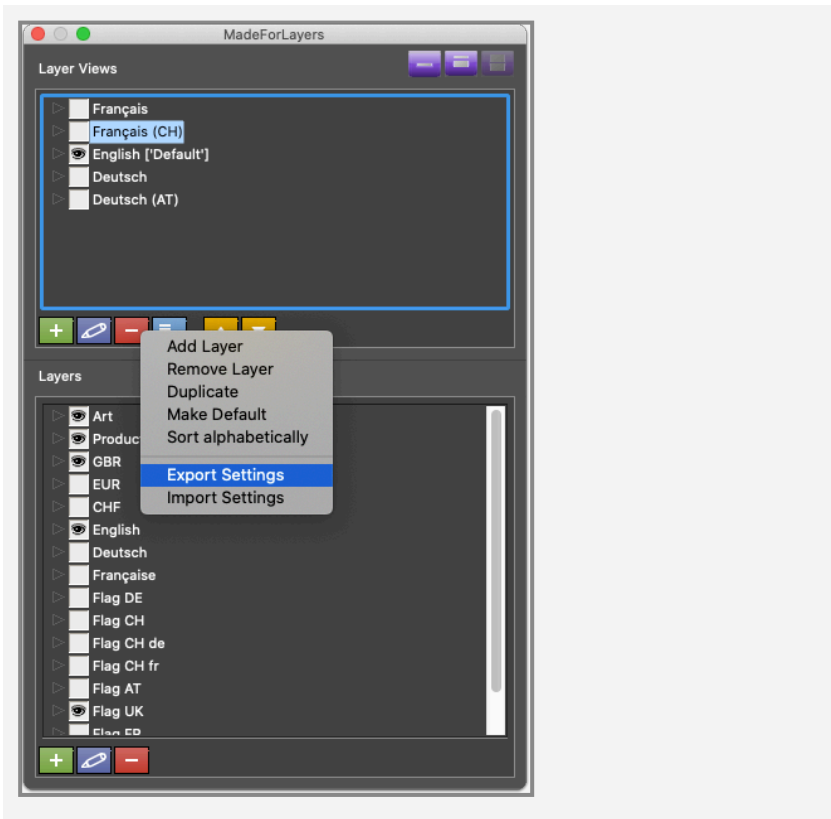 MadeForLayers
Layer Views
Français
Français (CH)
English ['Default']
Deutsch
Deutsch (AT)
Add Layer
Remove Layer
Duplicate
Make Default
Sort alphabetically
Export Settings
Import Settings
Layers
Art
Produc
GBR
EUR
CHF
English
Deutsch
Française
Flag DE
Flag CH
Flag CH de
Flag CH fr
Flag AT
Flag UK